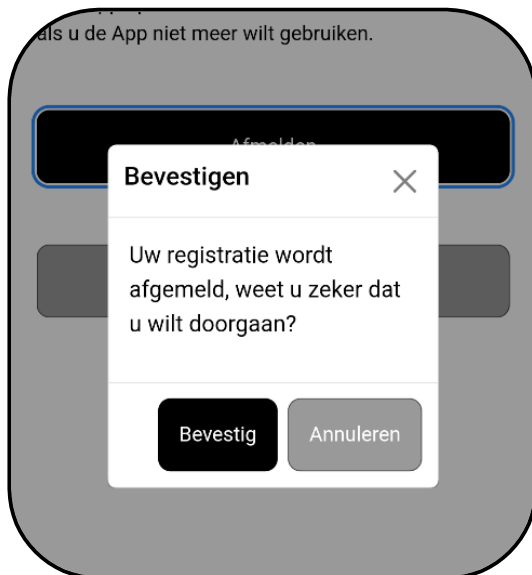 als u de App niet meer wilt gebruiken.
Afmelden
Bevestigen
Uw registratie wordt
afgemeld, weet u zeker dat
u wilt doorgaan?
Bevestig
Annuleren